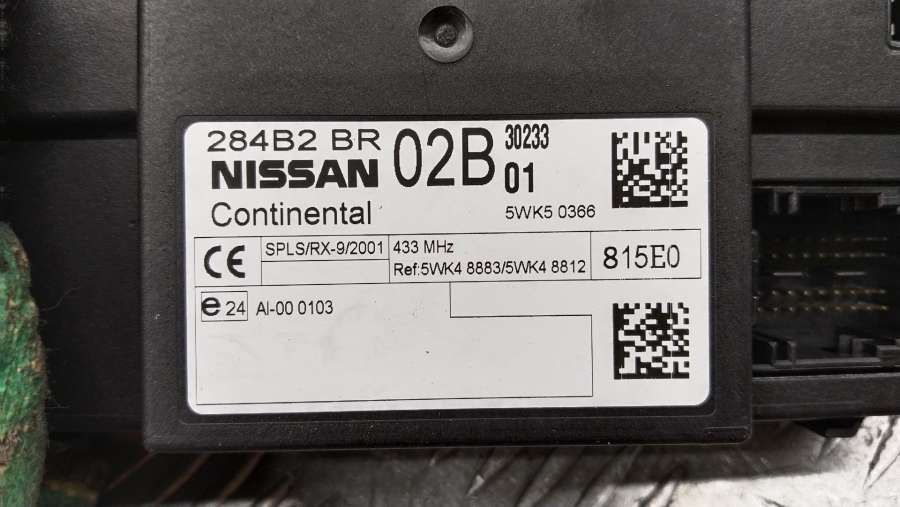 284B2 BR 02B 30233
NISSAN 01
Continental 5WK5 0366
CE SPLS/RX-9/2001 433 MHz 815E0
Ref:5WK4 8883/5WK4 8812
e 24 AI-00 0103